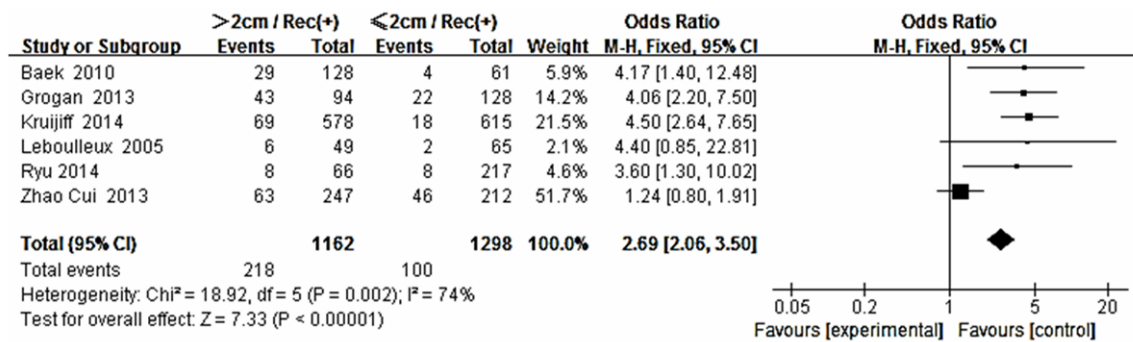 >2cm / Rec(+) ⩽2cm / Rec(+) Odds Ratio Odds Ratio
Study or Subgroup Events Total Events Total Weight M-H, Fixed, 95% CI M-H, Fixed, 95% CI
Baek 2010 29 128 4 61 5.9% 4.17 [1.40, 12.48]
Grogan 2013 43 94 22 128 14.2% 4.06 [2.20, 7.50]
Kruijiff 2014 69 578 18 615 21.5% 4.50 [2.64, 7.65]
Leboulleux 2005 6 49 2 65 2.1% 4.40 [0.85, 22.81]
Ryu 2014 8 66 8 217 4.6% 3.60 [1.30, 10.02]
Zhao Cui 2013 63 247 46 212 51.7% 1.24 [0.80, 1.91]
Total (95% CI) 1162 1298 100.0% 2.69 [2.06, 3.50]
Total events 218 100
Heterogeneity: Chi² = 18.92, df = 5 (P = 0.002); I² = 74%
Test for overall effect: Z = 7.33 (P < 0.00001)
0.05 0.2 1 5 20
Favours [experimental] Favours [control]